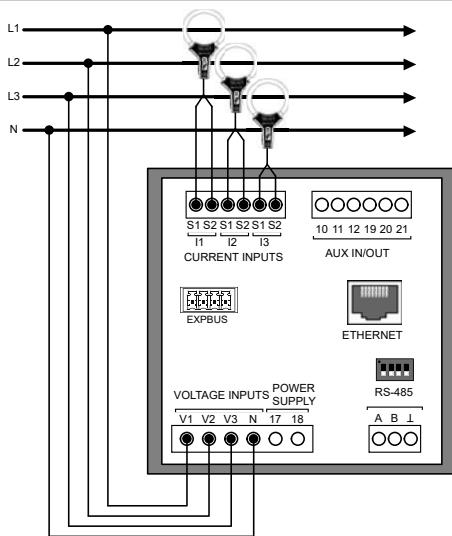 L1
L2
L3
N
S1 S2 S1 S2 S1 S2
I1 I2 I3
CURRENT INPUTS
10 11 12 19 20 21
AUX IN/OUT
EXPBUS
ETHERNET
RS-485
VOLTAGE INPUTS
POWER
SUPPLY
V1 V2 V3 N 17 18
A B ⊥